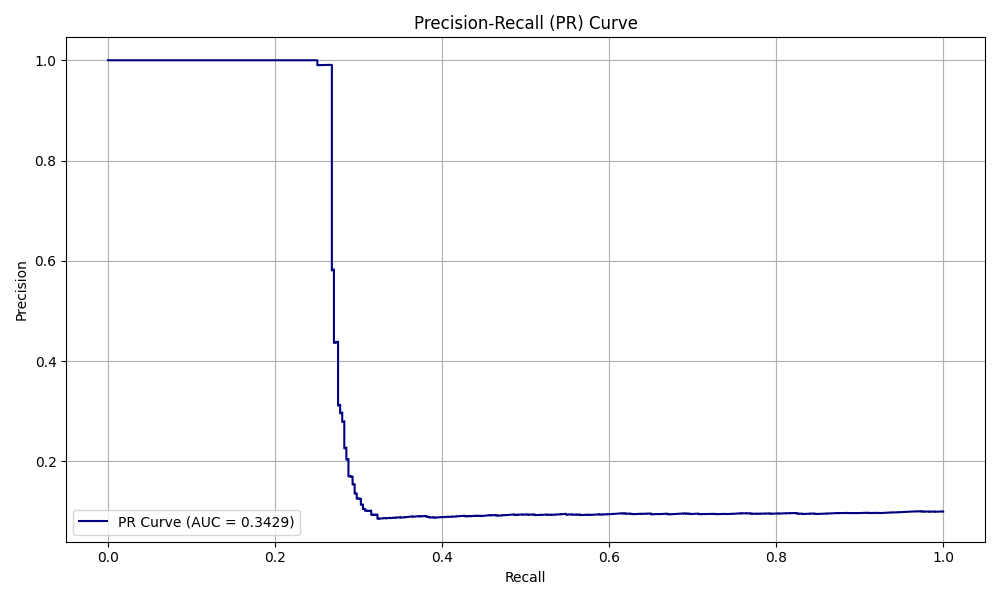 Precision-Recall (PR) Curve
1.0
0.8
0.6
0.4
0.2
Precision
PR Curve (AUC = 0.3429)
0.0 0.2 0.4 0.6 0.8 1.0
Recall